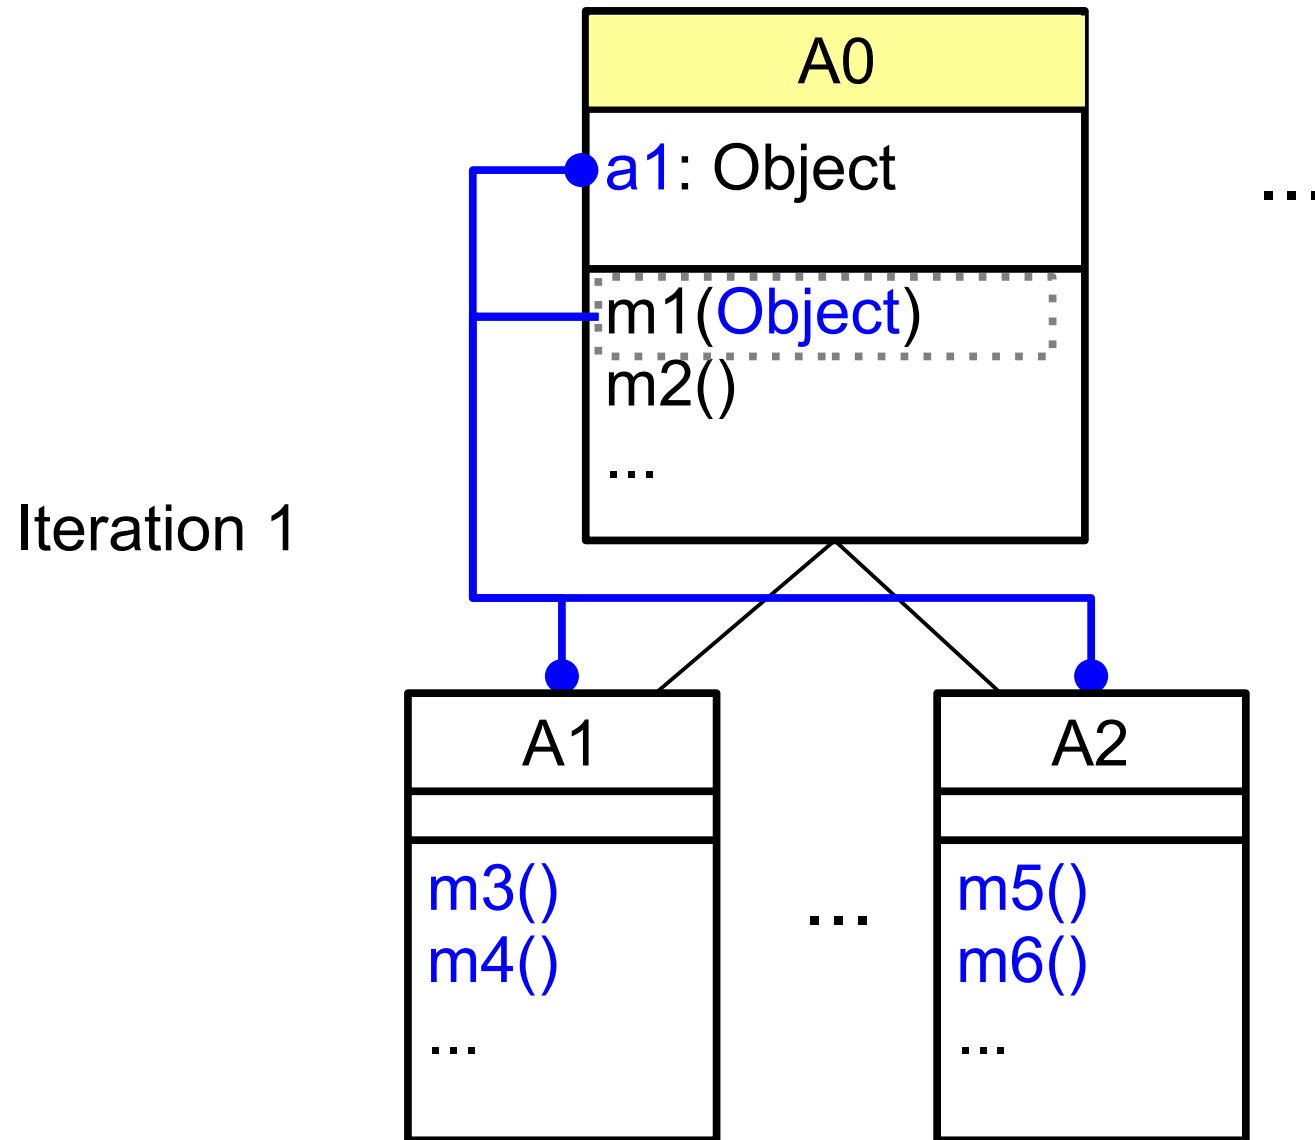 A0
a1: Object
...
m1(Object)
m2()
...
Iteration 1
A1
m3()
m4()
...
...
A2
m5()
m6()
...